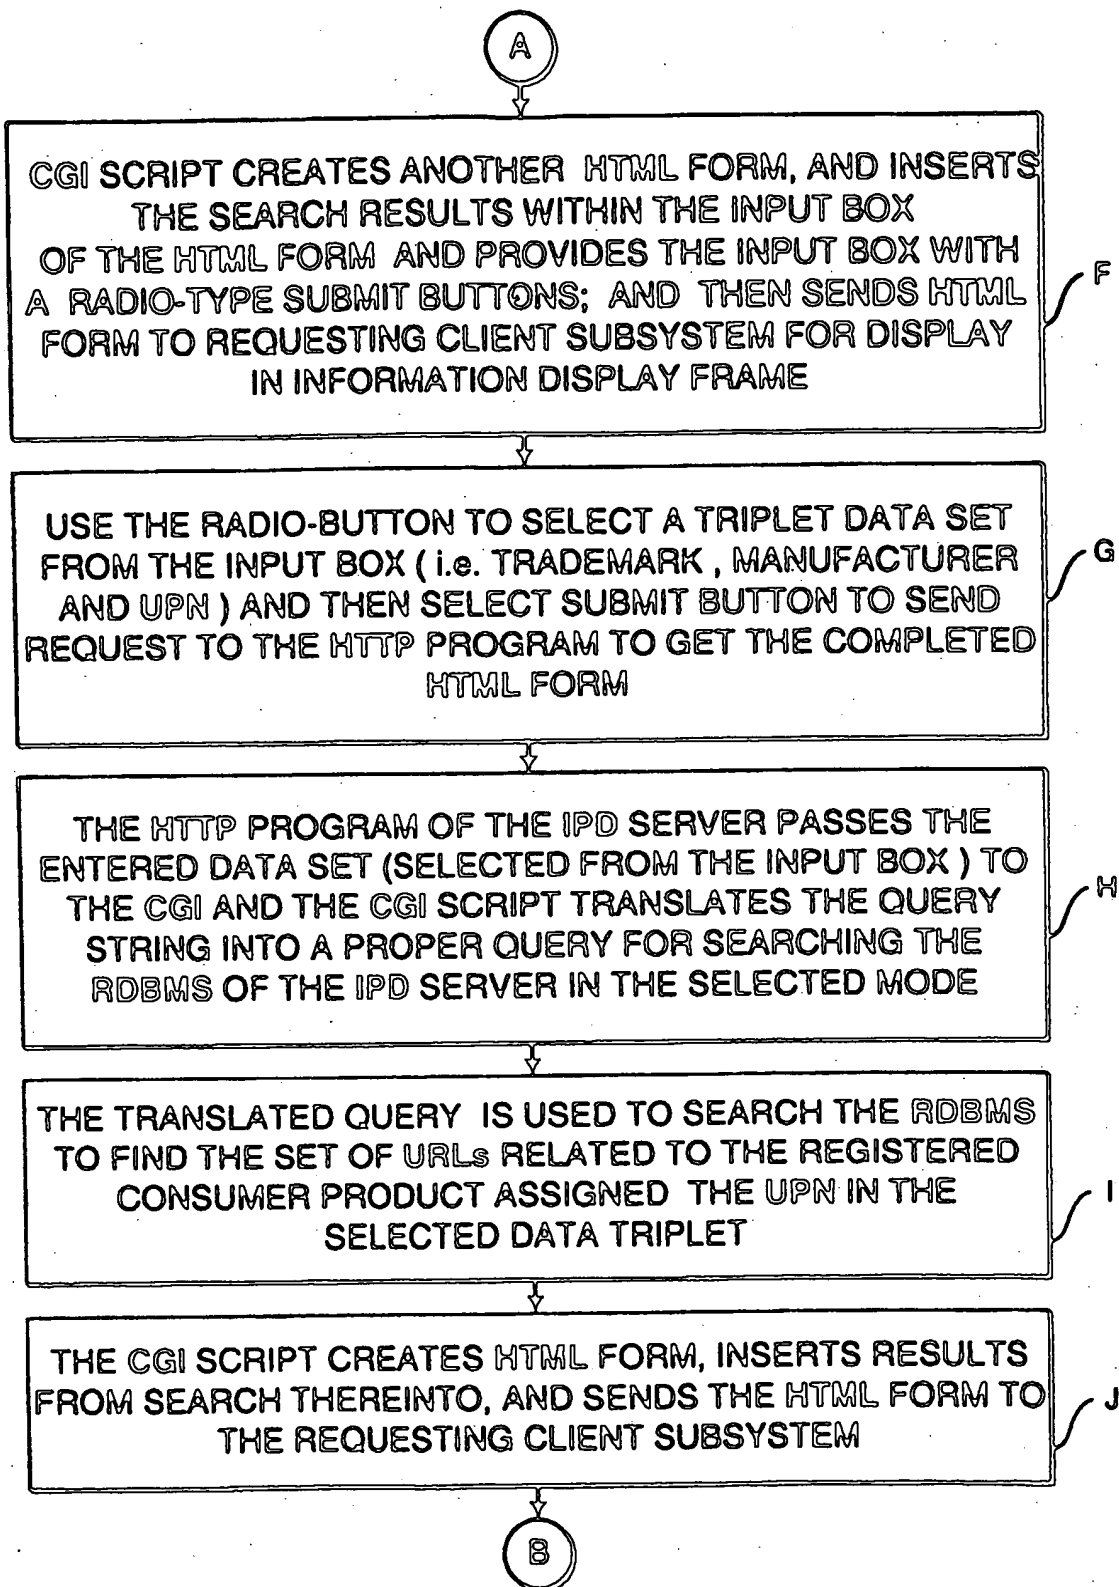 A
CGI SCRIPT CREATES ANOTHER HTML FORM, AND INSERTS
THE SEARCH RESULTS WITHIN THE INPUT BOX
OF THE HTML FORM AND PROVIDES THE INPUT BOX WITH
A RADIO-TYPE SUBMIT BUTTONS; AND THEN SENDS HTML
FORM TO REQUESTING CLIENT SUBSYSTEM FOR DISPLAY
IN INFORMATION DISPLAY FRAME
F
USE THE RADIO-BUTTON TO SELECT A TRIPLET DATA SET
FROM THE INPUT BOX ( i.e. TRADEMARK , MANUFACTURER
AND UPN ) AND THEN SELECT SUBMIT BUTTON TO SEND
REQUEST TO THE HTTP PROGRAM TO GET THE COMPLETED
HTML FORM
G
THE HTTP PROGRAM OF THE IPD SERVER PASSES THE
ENTERED DATA SET (SELECTED FROM THE INPUT BOX ) TO
THE CGI AND THE CGI SCRIPT TRANSLATES THE QUERY
STRING INTO A PROPER QUERY FOR SEARCHING THE
RDBMS OF THE IPD SERVER IN THE SELECTED MODE
H
THE TRANSLATED QUERY IS USED TO SEARCH THE RDBMS
TO FIND THE SET OF URLs RELATED TO THE REGISTERED
CONSUMER PRODUCT ASSIGNED THE UPN IN THE
SELECTED DATA TRIPLET
I
THE CGI SCRIPT CREATES HTML FORM, INSERTS RESULTS
FROM SEARCH THEREINTO, AND SENDS THE HTML FORM TO
THE REQUESTING CLIENT SUBSYSTEM
J
B